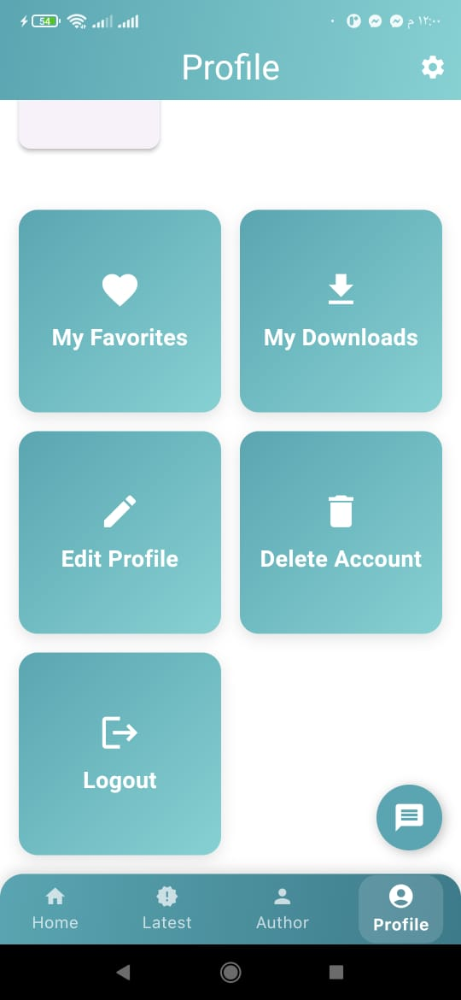 54
١٢:٠٠ م
Profile
My Favorites
My Downloads
Edit Profile
Delete Account
Logout
Home
Latest
Author
Profile